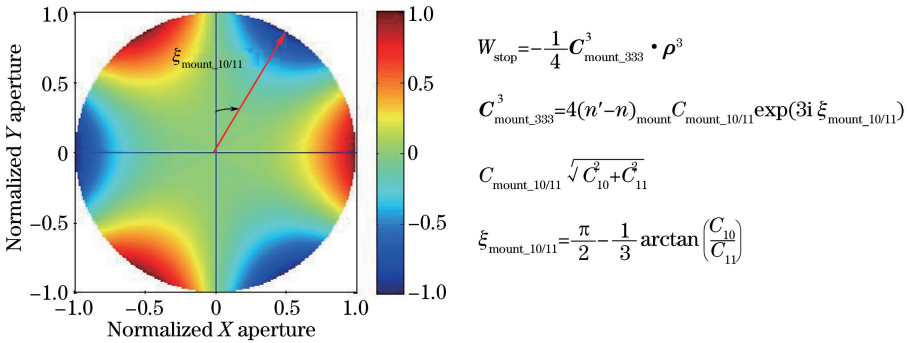 1.0
0.5
0
−0.5
−1.0
Normalized Y aperture
−1.0 −0.5 0 0.5 1.0
Normalized X aperture
ξmount_10/11
1.0
0.5
0
−0.5
−1.0
Wstop=−1/4 C³mount_333 • ρ³
C³mount_333=4(n′−n)mountCmount_10/11exp(3i ξmount_10/11)
Cmount_10/11 √C²10+C²11
ξmount_10/11=π/2−1/3 arctan(C10/C11)